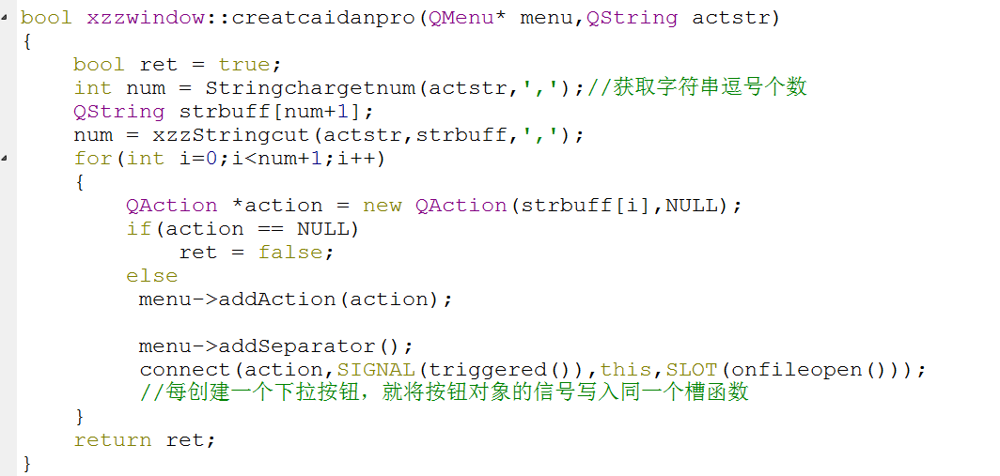 bool xzzwindow::creatcaidanpro(QMenu* menu,QString actstr)
{
    bool ret = true;
    int num = Stringchargetnum(actstr,',');//获取字符串逗号个数
    QString strbuff[num+1];
    num = xzzStringcut(actstr,strbuff,',');
    for(int i=0;i<num+1;i++)
    {
        QAction *action = new QAction(strbuff[i],NULL);
        if(action == NULL)
            ret = false;
        else
         menu->addAction(action);

         menu->addSeparator();
         connect(action,SIGNAL(triggered()),this,SLOT(onfileopen()));
         //每创建一个下拉按钮，就将按钮对象的信号写入同一个槽函数
    }
    return ret;
}